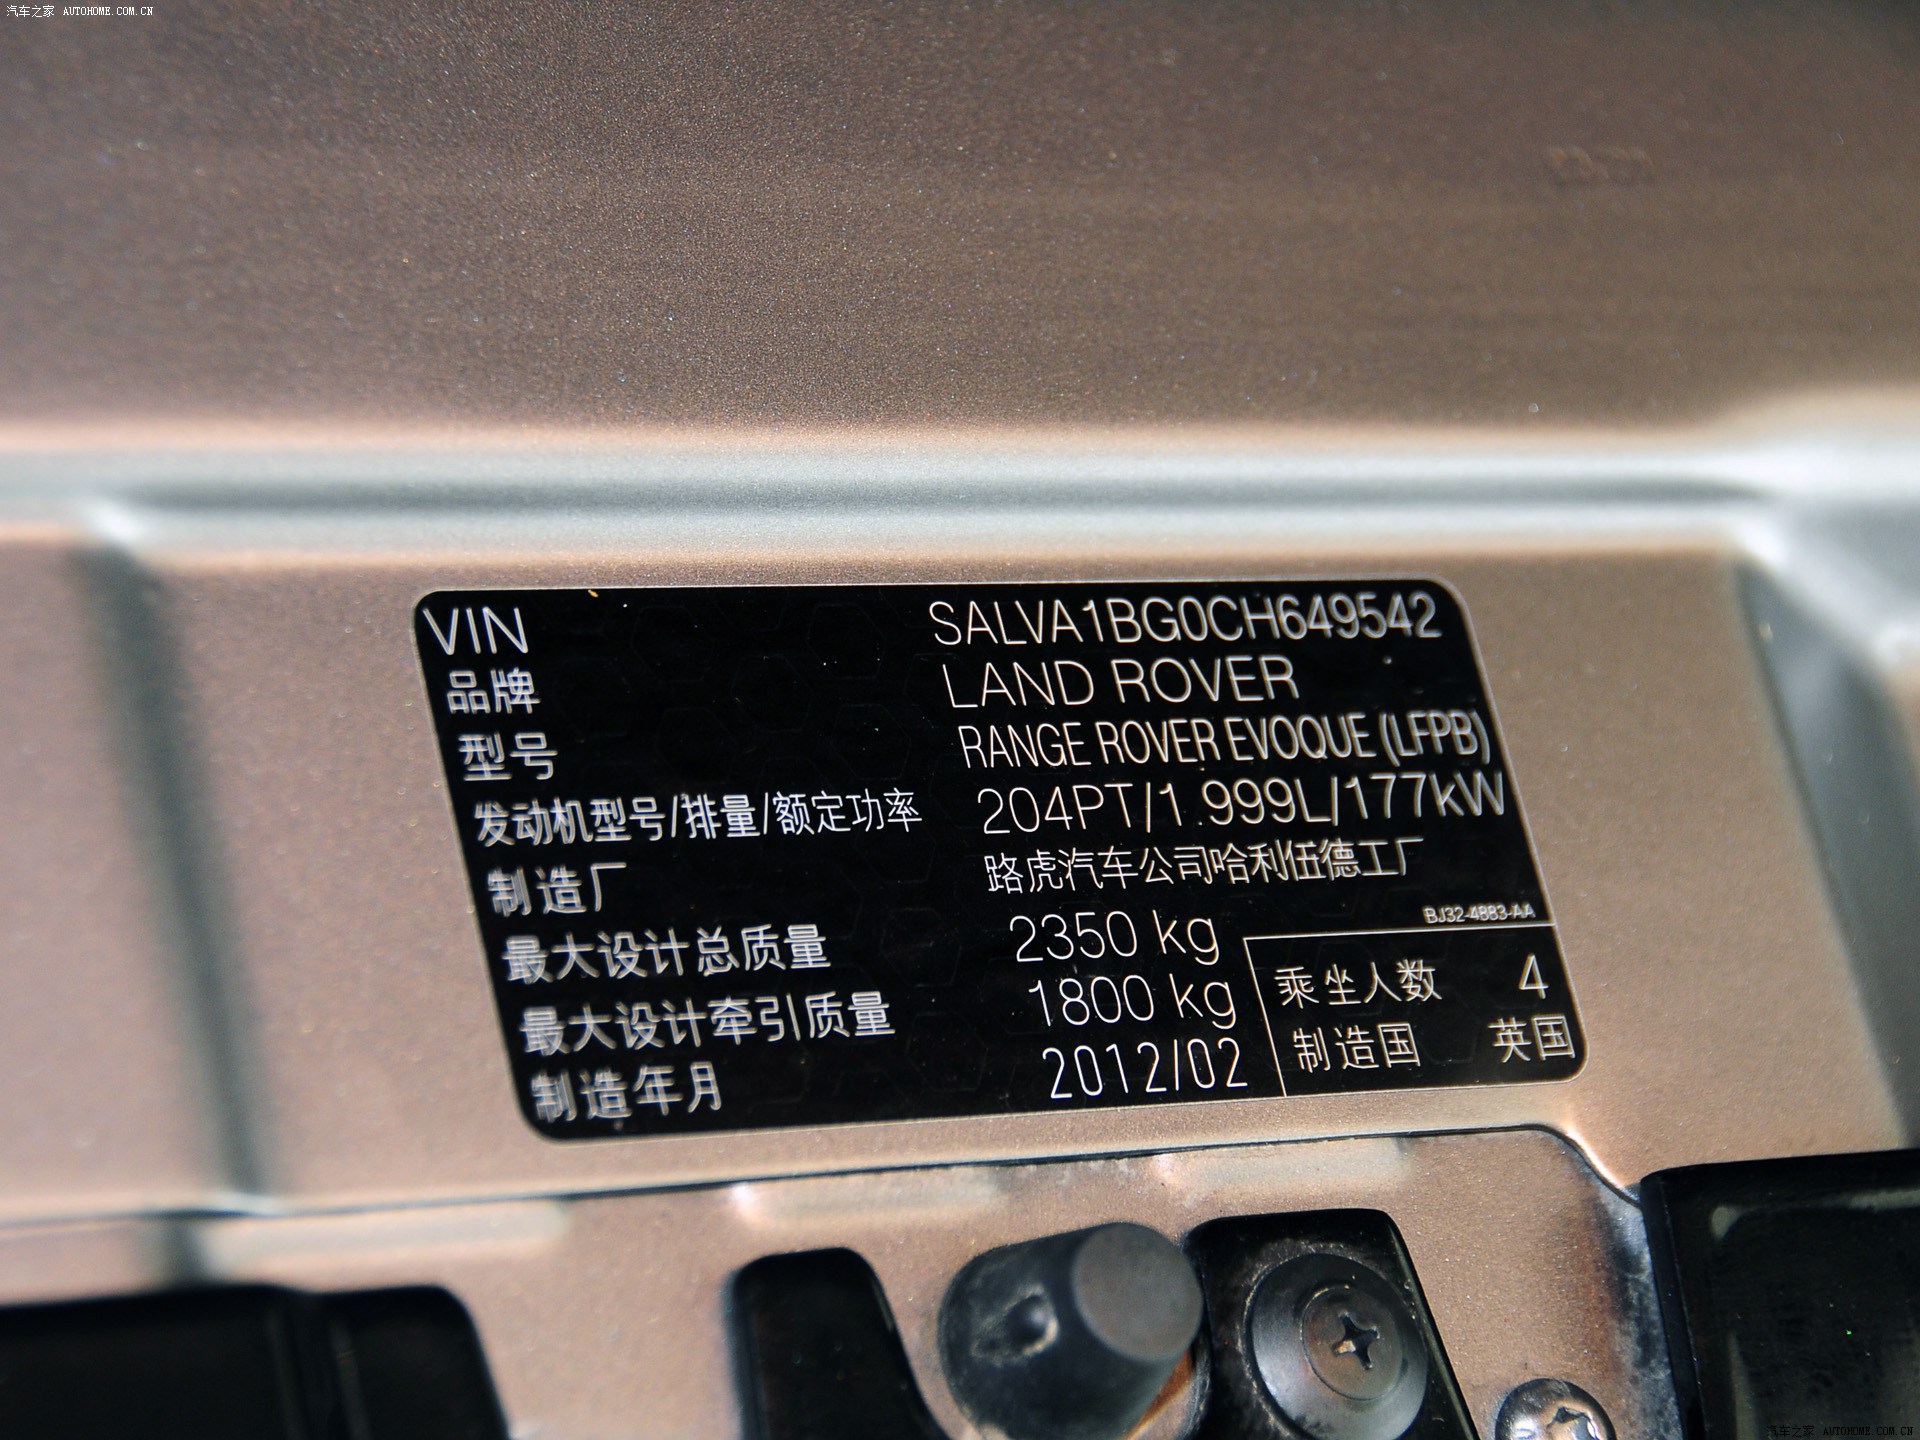 汽车之家 AUTOHOME.COM.CN
VIN SALVA1BG0CH649542
品牌 LAND ROVER
型号 RANGE ROVER EVOQUE (LFPB)
发动机型号/排量/额定功率 204PT/1.999L/177kW
制造厂 路虎汽车公司哈利伍德工厂
BJ32-4883-AA
最大设计总质量 2350 kg
最大设计牵引质量 1800 kg
制造年月 2012/02
乘坐人数 4
制造国 英国
汽车之家 AUTOHOME.COM.CN